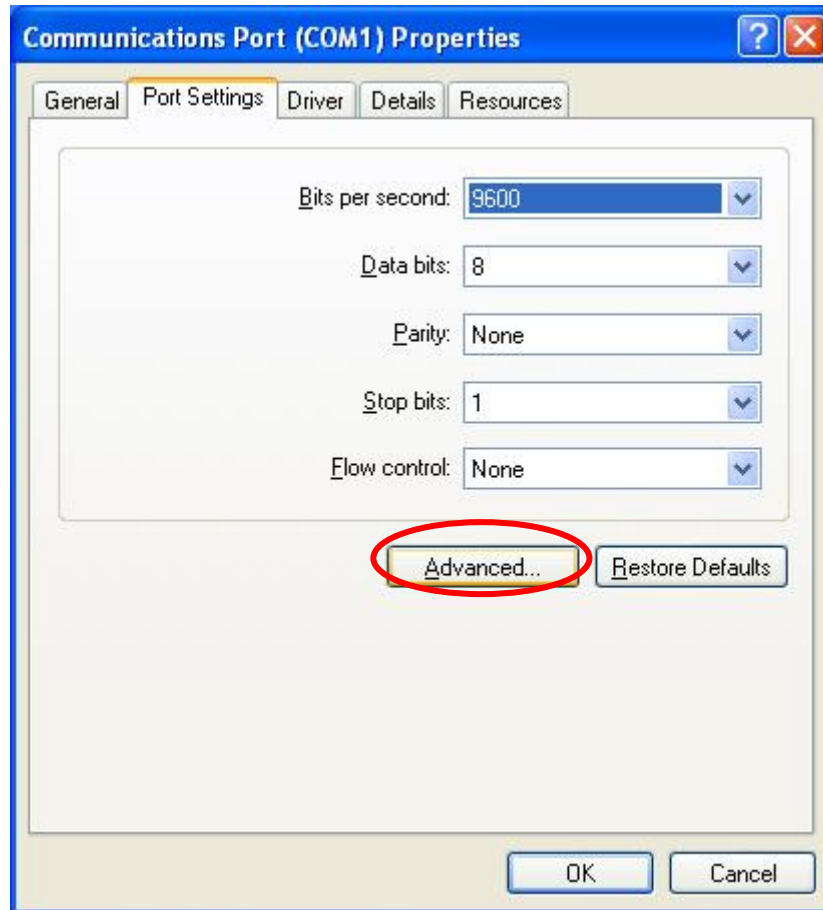 Communications Port (COM1) Properties
General Port Settings Driver Details Resources
Bits per second: 9600
Data bits: 8
Parity: None
Stop bits: 1
Flow control: None
Advanced... Restore Defaults
OK Cancel